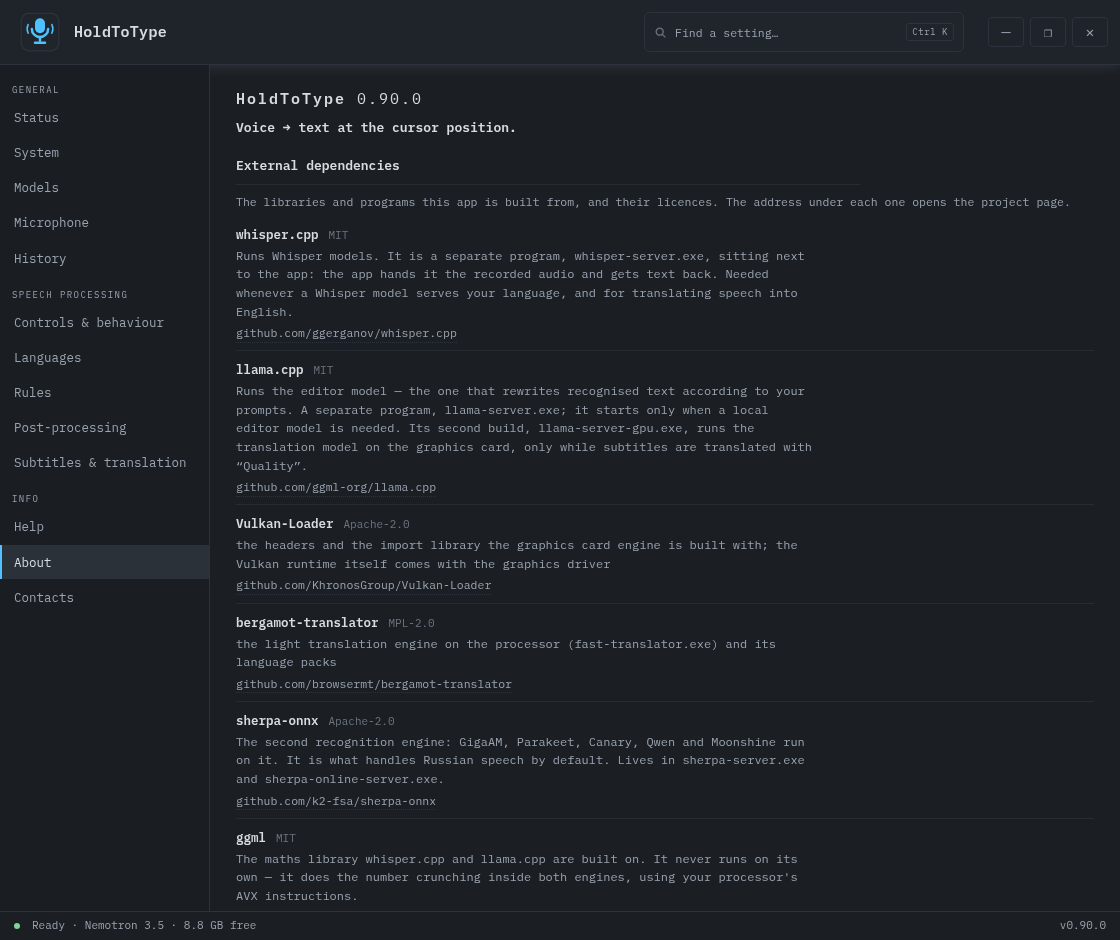 HoldToType
Find a setting…
Ctrl K
GENERAL
Status
System
Models
Microphone
History
SPEECH PROCESSING
Controls & behaviour
Languages
Rules
Post-processing
Subtitles & translation
INFO
Help
About
Contacts
HoldToType 0.90.0
Voice → text at the cursor position.
External dependencies
The libraries and programs this app is built from, and their licences. The address under each one opens the project page.
whisper.cpp MIT
Runs Whisper models. It is a separate program, whisper-server.exe, sitting next
to the app: the app hands it the recorded audio and gets text back. Needed
whenever a Whisper model serves your language, and for translating speech into
English.
github.com/ggerganov/whisper.cpp
llama.cpp MIT
Runs the editor model — the one that rewrites recognised text according to your
prompts. A separate program, llama-server.exe; it starts only when a local
editor model is needed. Its second build, llama-server-gpu.exe, runs the
translation model on the graphics card, only while subtitles are translated with
“Quality”.
github.com/ggml-org/llama.cpp
Vulkan-Loader Apache-2.0
the headers and the import library the graphics card engine is built with; the
Vulkan runtime itself comes with the graphics driver
github.com/KhronosGroup/Vulkan-Loader
bergamot-translator MPL-2.0
the light translation engine on the processor (fast-translator.exe) and its
language packs
github.com/browsermt/bergamot-translator
sherpa-onnx Apache-2.0
The second recognition engine: GigaAM, Parakeet, Canary, Qwen and Moonshine run
on it. It is what handles Russian speech by default. Lives in sherpa-server.exe
and sherpa-online-server.exe.
github.com/k2-fsa/sherpa-onnx
ggml MIT
The maths library whisper.cpp and llama.cpp are built on. It never runs on its
own — it does the number crunching inside both engines, using your processor's
AVX instructions.
Ready · Nemotron 3.5 · 8.8 GB free
v0.90.0